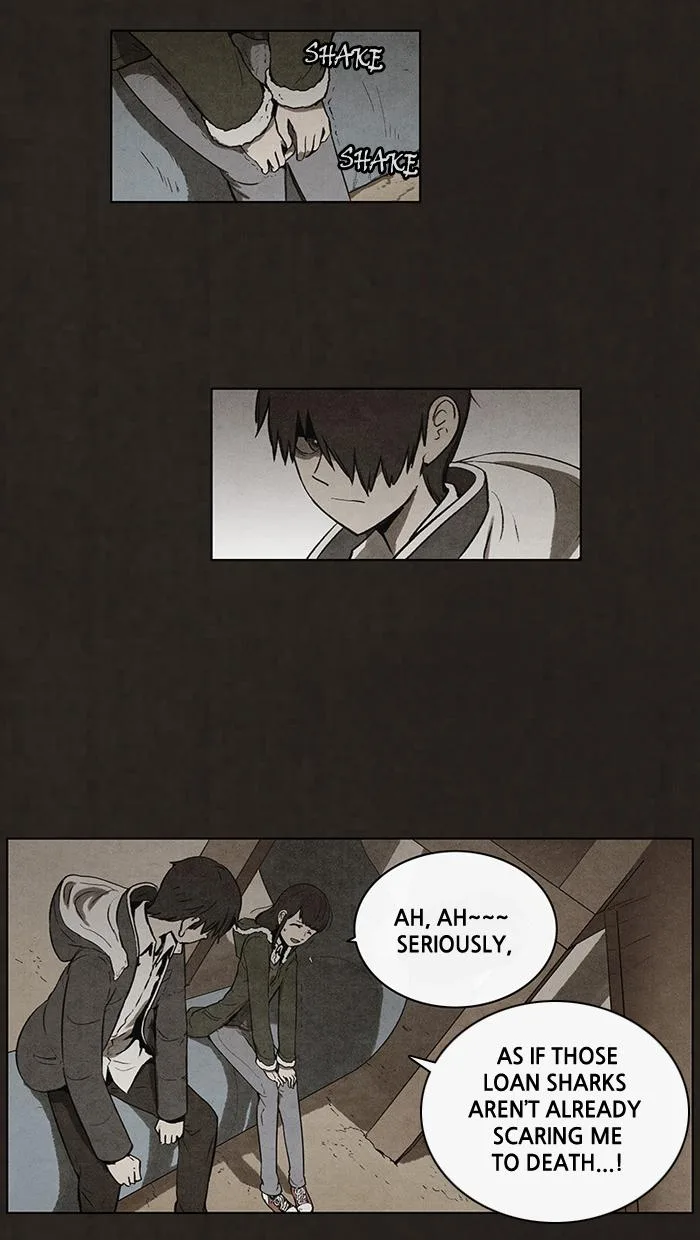 SHAKE
SHAKE
AH, AH~~~
SERIOUSLY,
AS IF THOSE
LOAN SHARKS
AREN'T ALREADY
SCARING ME
TO DEATH...!